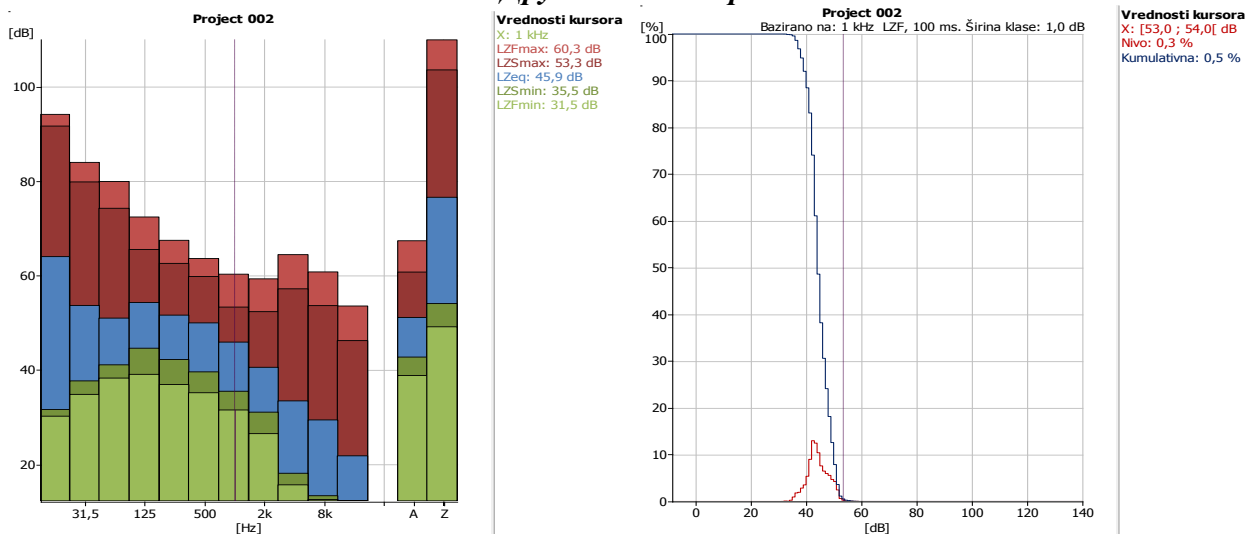 Project 002
[dB]
100
80
60
40
20
31,5 125 500 2k 8k A Z
[Hz]
Vrednosti kursora
X: 1 kHz
LZFmax: 60,3 dB
LZSmax: 53,3 dB
LZeq: 45,9 dB
LZSmin: 35,5 dB
LZFmin: 31,5 dB
Project 002
[%]
Bazirano na: 1 kHz LZF, 100 ms. Širina klase: 1,0 dB
100
90
80
70
60
50
40
30
20
10
0
0 20 40 60 80 100 120 140
[dB]
Vrednosti kursora
X: [53,0 ; 54,0[ dB
Nivo: 0,3 %
Kumulativna: 0,5 %